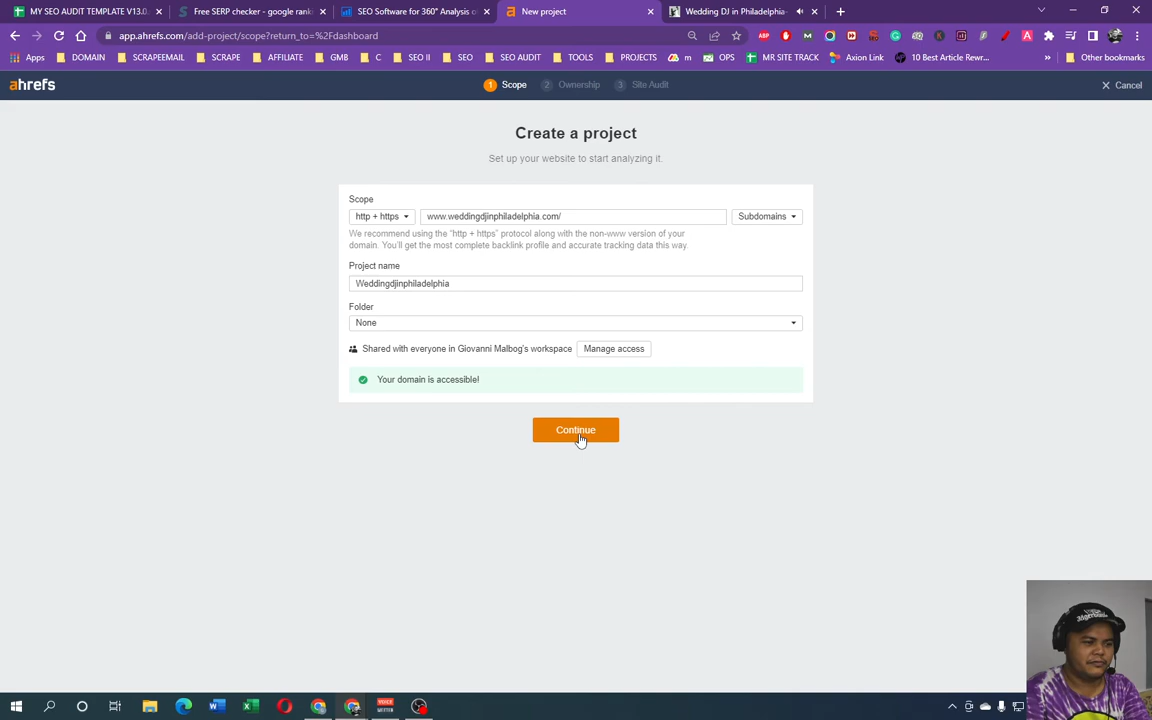 MY SEO AUDIT TEMPLATE V13.0.
Free SERP checker - google ranki
SEO Software for 360° Analysis o
New project
Wedding DJ in Philadelphia-
app.ahrefs.com/add-project/scope?return_to=%2Fdashboard
Apps
DOMAIN
SCRAPEEMAIL
SCRAPE
AFFILIATE
GMB
C
SEO II
SEO
SEO AUDIT
TOOLS
PROJECTS
m
OPS
MR SITE TRACK
Axion Link
10 Best Article Rewr...
Other bookmarks
ahrefs
1 Scope
2 Ownership
3 Site Audit
Cancel
Create a project
Set up your website to start analyzing it.
Scope
http + https
www.weddingdjinphiladelphia.com/
Subdomains
We recommend using the "http + https" protocol along with the non-www version of your
domain. You'll get the most complete backlink profile and accurate tracking data this way.
Project name
Weddingdjinphiladelphia
Folder
None
Shared with everyone in Giovanni Malbog's workspace
Manage access
Your domain is accessible!
Continue